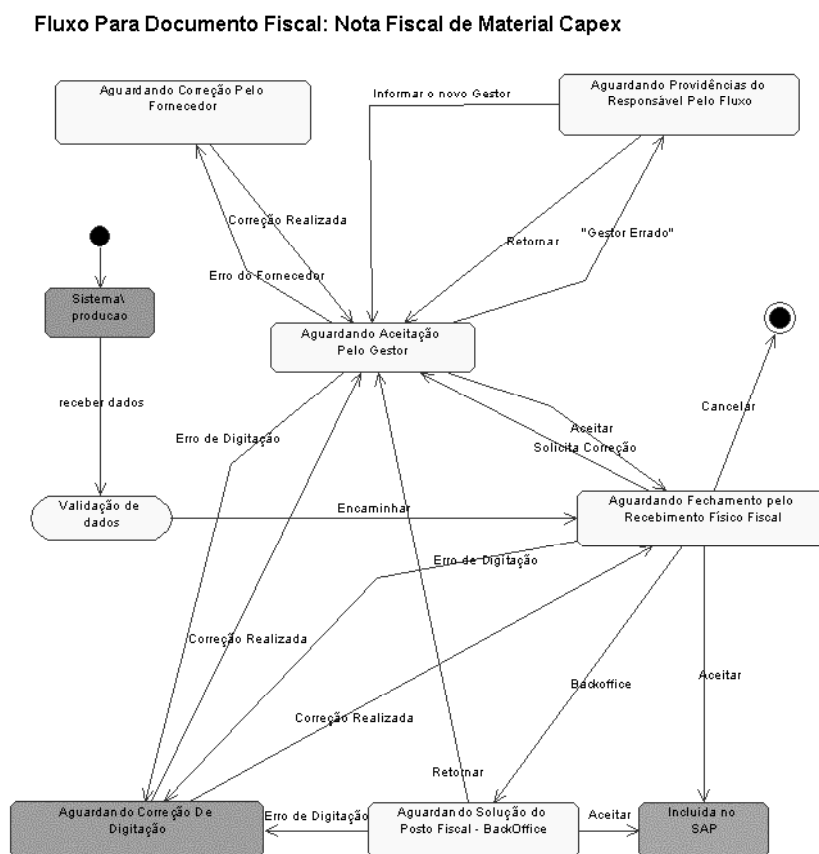 Fluxo Para Documento Fiscal: Nota Fiscal de Material Capex
Aguardando Correção Pelo
Fornecedor
Informar o novo Gestor
Aguardando Providências do
Responsável Pelo Fluxo
Correção Realizada
Retornar
"Gestor Errado"
Erro do Fornecedor
Sistema\
producao
Aguardando Aceitação
Pelo Gestor
receber dados
Cancelar
Erro de Digitação
Aceitar
Solicita Correção
Validação de
dados
Encaminhar
Aguardando Fechamento pelo
Recebimento Físico Fiscal
Erro de Digitação
Correção Realizada
Backoffice
Aceitar
Correção Realizada
Retornar
Aguardando Correção De
Digitação
Erro de Digitação
Aguardando Solução do
Posto Fiscal - BackOffice
Aceitar
Incluida no
SAP